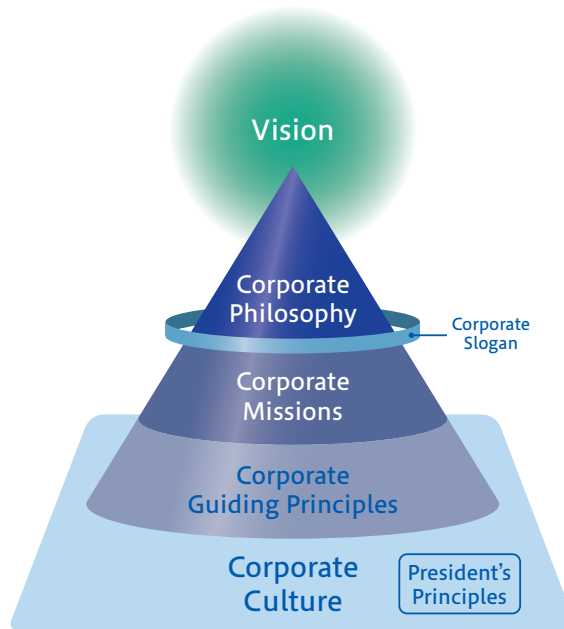 Vision
Corporate
Philosophy
Corporate
Slogan
Corporate
Missions
Corporate
Guiding Principles
Corporate
Culture
President’s
Principles